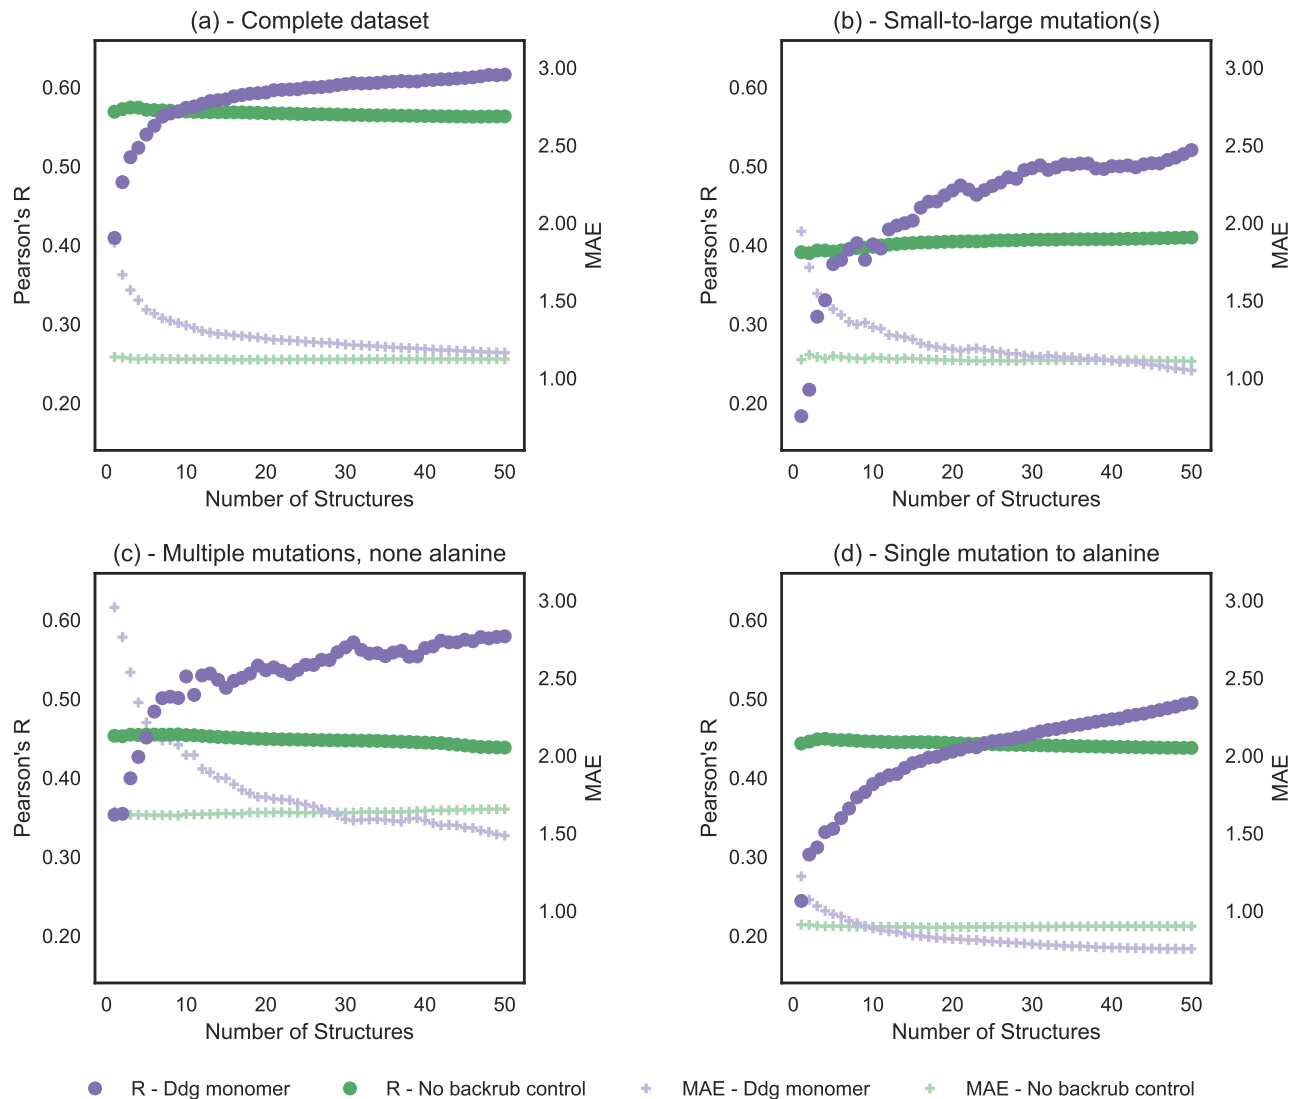 (a) - Complete dataset
0.60
0.50
0.40
0.30
0.20
Pearson's R
3.00
2.50
2.00
1.50
1.00
MAE
0 10 20 30 40 50
Number of Structures
(b) - Small-to-large mutation(s)
0.60
0.50
0.40
0.30
0.20
Pearson's R
3.00
2.50
2.00
1.50
1.00
MAE
0 10 20 30 40 50
Number of Structures
(c) - Multiple mutations, none alanine
0.60
0.50
0.40
0.30
0.20
Pearson's R
3.00
2.50
2.00
1.50
1.00
MAE
0 10 20 30 40 50
Number of Structures
(d) - Single mutation to alanine
0.60
0.50
0.40
0.30
0.20
Pearson's R
3.00
2.50
2.00
1.50
1.00
MAE
0 10 20 30 40 50
Number of Structures
R - Ddg monomer
R - No backrub control
MAE - Ddg monomer
MAE - No backrub control